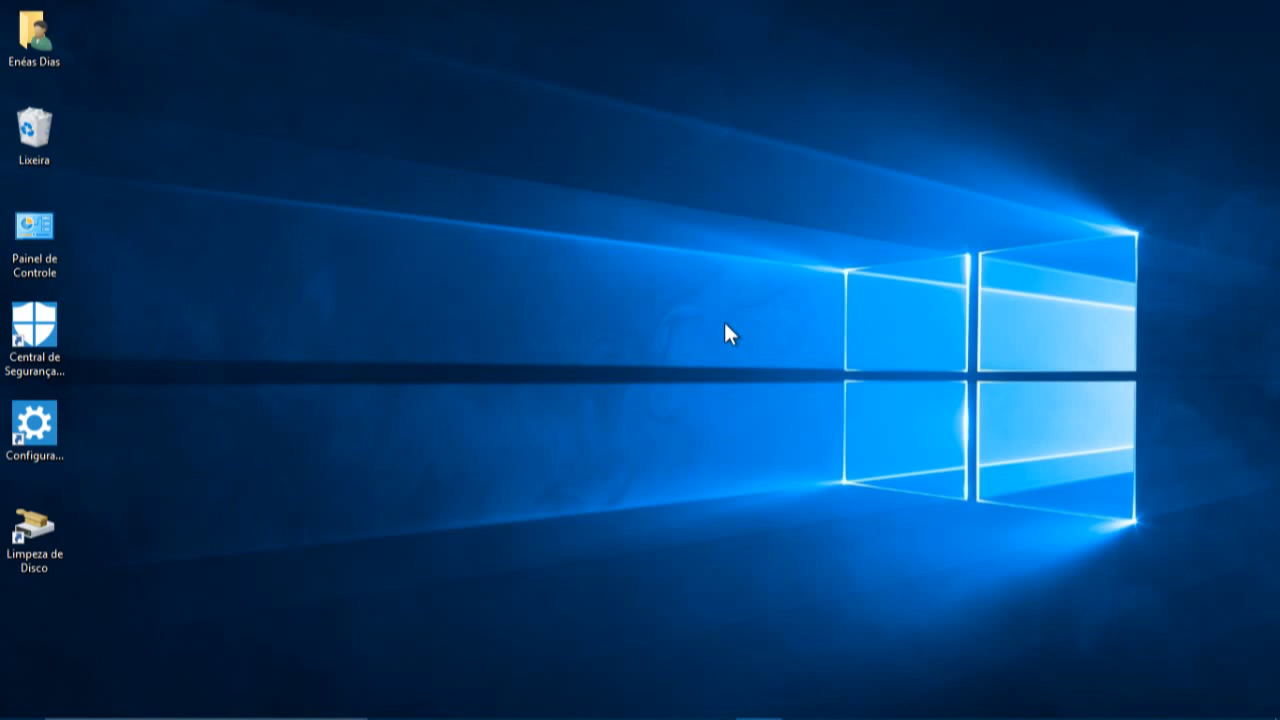 Enéas Dias
Lixeira
Painel de
Controle
Central de
Segurança...
Configura...
Limpeza de
Disco